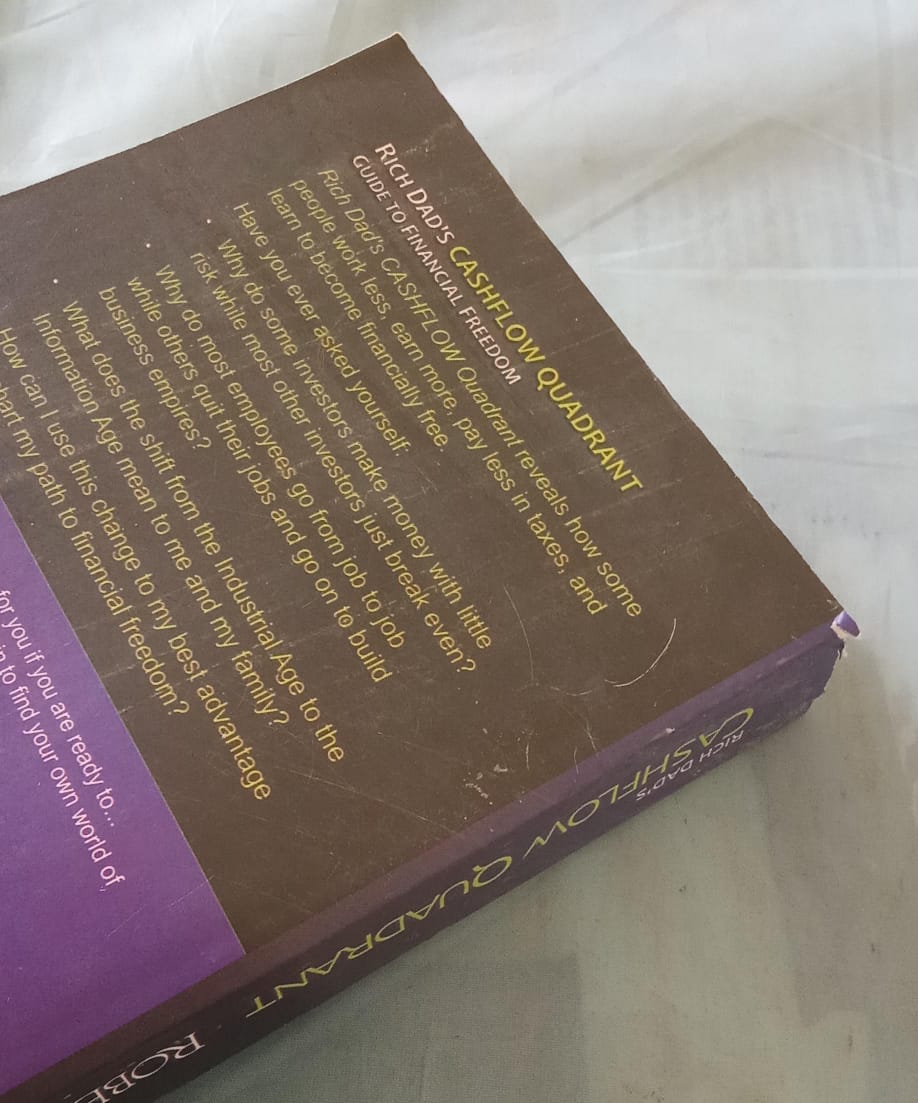 RICH DAD'S CASHFLOW QUADRANT
GUIDE TO FINANCIAL FREEDOM
Rich Dad's CASHFLOW Quadrant reveals how some
people work less, earn more, pay less in taxes, and
learn to become financially free.
Have you ever asked yourself:
Why do some investors make money with little
risk while most other investors just break even?
Why do most employees go from job to job
while others quit their jobs and go on to build
business empires?
What does the shift from the Industrial Age to the
Information Age mean to me and my family?
How can I use this change to my best advantage
my path to financial freedom?
for you if you are ready to...
to find your own world of
RICH DAD'S
CASHFLOW QUADRANT
ROBE